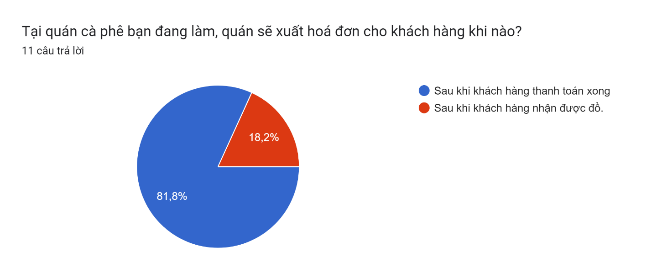 Tại quán cà phê bạn đang làm, quán sẽ xuất hoá đơn cho khách hàng khi nào?
11 câu trả lời
Sau khi khách hàng thanh toán xong
Sau khi khách hàng nhận được đồ.
18,2%
81,8%